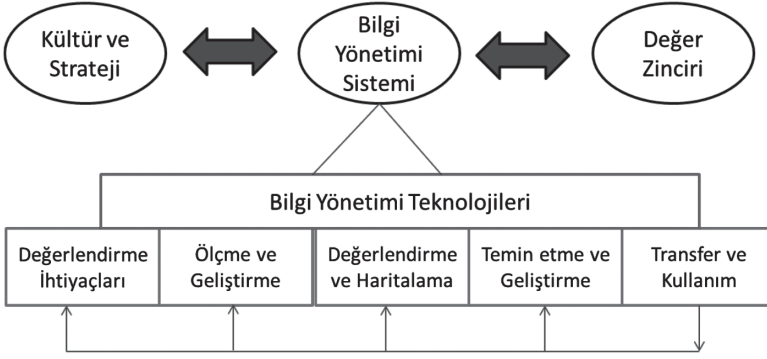 Kültür ve
Strateji
Bilgi
Yönetimi
Sistemi
Değer
Zinciri
Bilgi Yönetimi Teknolojileri
Değerlendirme
İhtiyaçları
Ölçme ve
Geliştirme
Değerlendirme
ve Haritalama
Temin etme ve
Geliştirme
Transfer ve
Kullanım